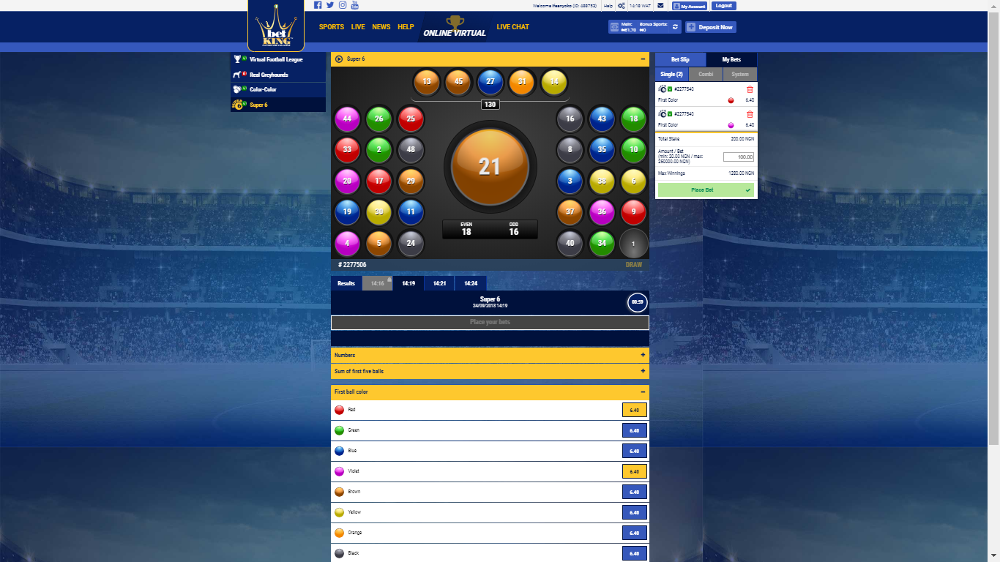 Welcome Ifeanyoko (ID: 488753)
Help
14:18 WAT
My Account
Logout
bet
KING
SPORTS
LIVE
NEWS
HELP
ONLINE VIRTUAL
LIVE CHAT
Main:
₦61.70
Bonus Sports:
₦0
Deposit Now
Virtual Football League
Real Greyhounds
Color-Color
Super 6
Super 6
13 45 27 31 14
130
44 26 25
16 43 18
33 2 48
8 35 10
21
20 17 29
3 38 6
19 30 11
37 36 9
EVEN
18
ODD
16
4 5 24
40 34 1
# 2277506
DRAW
Results
14:16
14:19
14:21
14:24
Super 6
24/09/2018 14:19
00:59
Place your bets
Numbers
Sum of first five balls
First ball color
Red 6.40
Green 6.40
Blue 6.40
Violet 6.40
Brown 6.40
Yellow 6.40
Orange 6.40
Black 6.40
Bet Slip
My Bets
Single (2)
Combi
System
#2277540
First Color 6.40
#2277540
First Color 6.40
Total Stake 200.00 NGN
Amount / Bet
(min: 20.00 NGN / max:
250000.00 NGN)
100.00
Max Winnings 1280.00 NGN
Place Bet